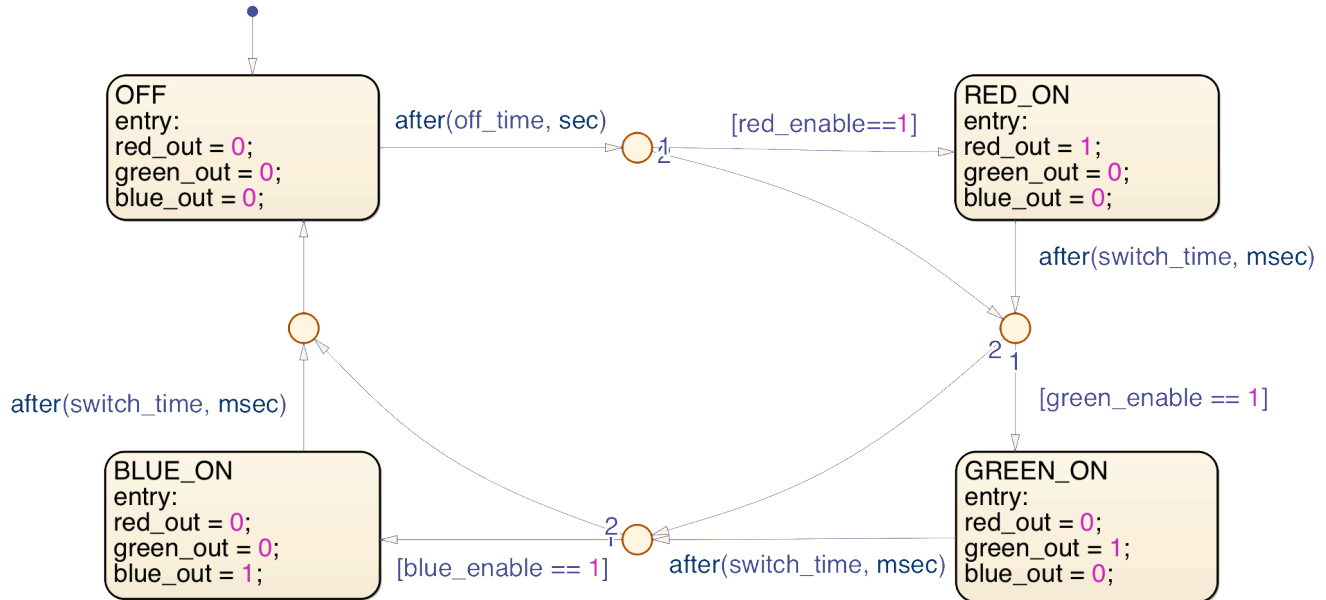 OFF
entry:
red_out = 0;
green_out = 0;
blue_out = 0;
after(off_time, sec)
1
2
[red_enable==1]
RED_ON
entry:
red_out = 1;
green_out = 0;
blue_out = 0;
after(switch_time, msec)
2
1
[green_enable == 1]
after(switch_time, msec)
BLUE_ON
entry:
red_out = 0;
green_out = 0;
blue_out = 1;
2
1
[blue_enable == 1]
after(switch_time, msec)
GREEN_ON
entry:
red_out = 0;
green_out = 1;
blue_out = 0;